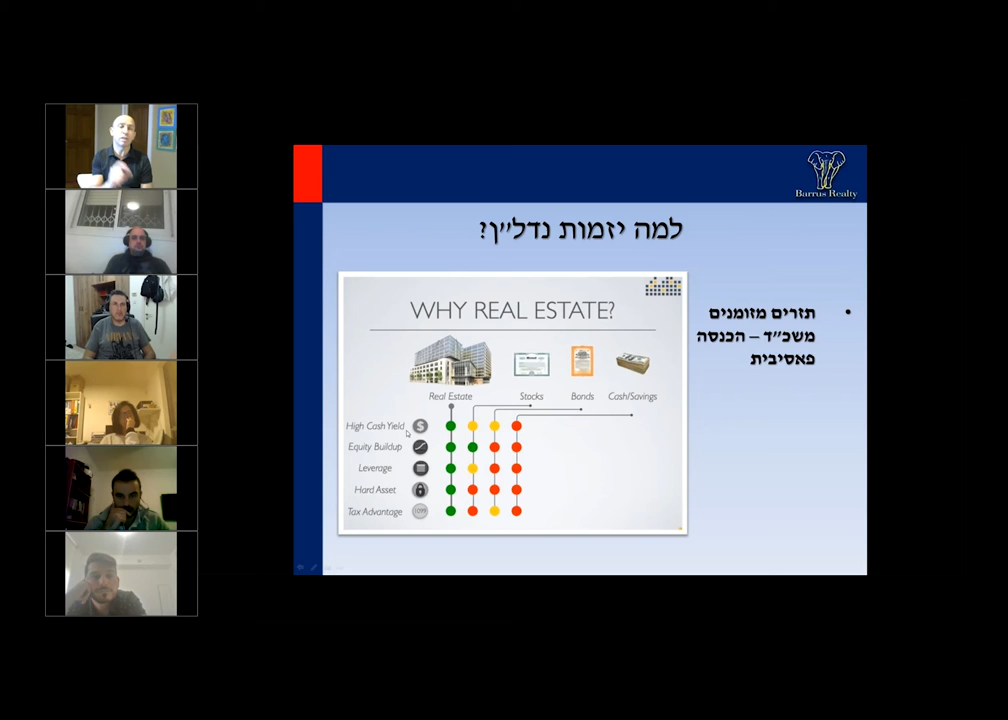 Barrus Realty
למה יזמות נדל״ן?
תזרים מזומנים
משכ״ד – הכנסה
פאסיבית
WHY REAL ESTATE?
Real Estate Stocks Bonds Cash/Savings
High Cash Yield $
Equity Buildup
Leverage
Hard Asset
Tax Advantage 1099